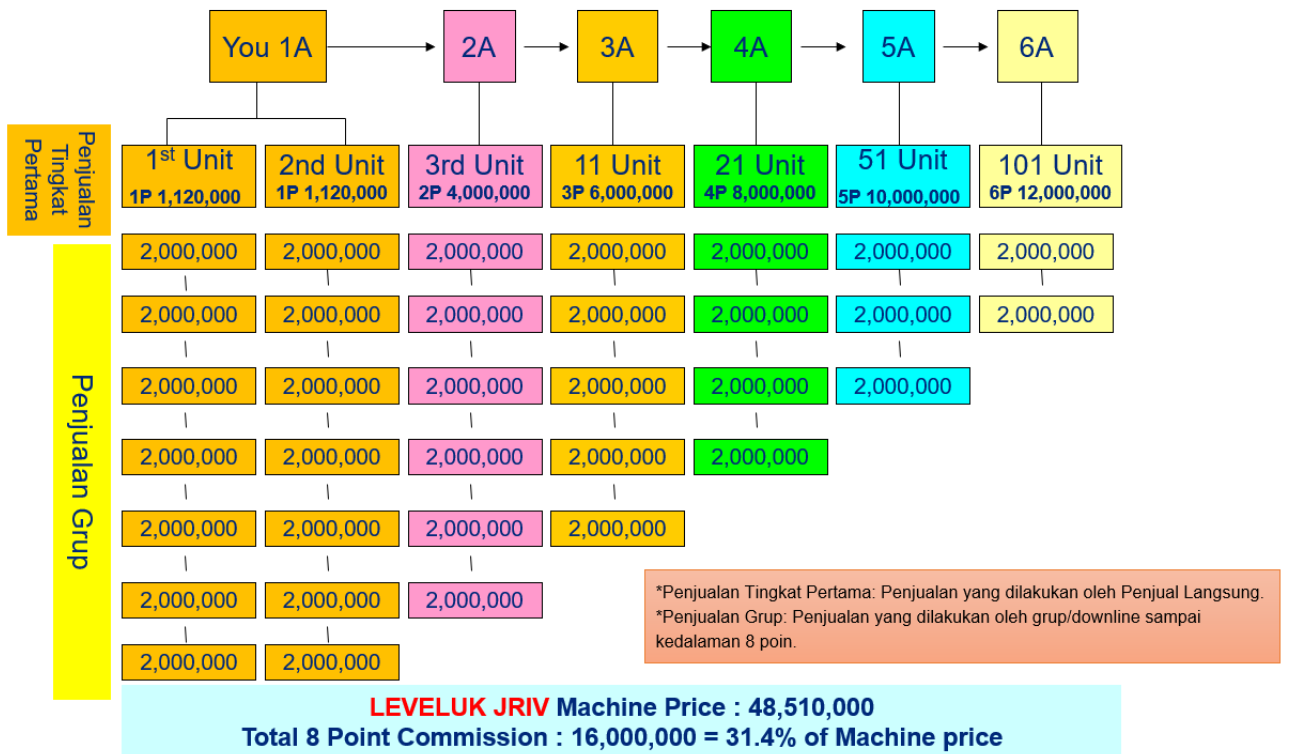 You 1A
2A
3A
4A
5A
6A
Penjualan
Tingkat
Pertama
1st Unit
1P 1,120,000
2nd Unit
1P 1,120,000
3rd Unit
2P 4,000,000
11 Unit
3P 6,000,000
21 Unit
4P 8,000,000
51 Unit
5P 10,000,000
101 Unit
6P 12,000,000
Penjualan Grup
2,000,000 2,000,000 2,000,000 2,000,000 2,000,000 2,000,000 2,000,000
2,000,000 2,000,000 2,000,000 2,000,000 2,000,000 2,000,000 2,000,000
2,000,000 2,000,000 2,000,000 2,000,000 2,000,000 2,000,000
2,000,000 2,000,000 2,000,000 2,000,000 2,000,000
2,000,000 2,000,000 2,000,000 2,000,000
2,000,000 2,000,000 2,000,000
2,000,000 2,000,000
*Penjualan Tingkat Pertama: Penjualan yang dilakukan oleh Penjual Langsung.
*Penjualan Grup: Penjualan yang dilakukan oleh grup/downline sampai
kedalaman 8 poin.
LEVELUK JRIV Machine Price : 48,510,000
Total 8 Point Commission : 16,000,000 = 31.4% of Machine price